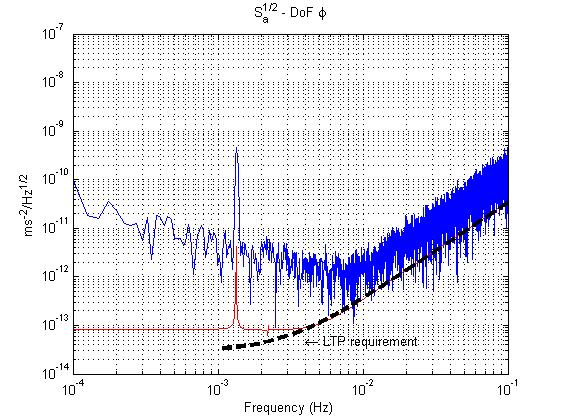 S_a^{1/2} - DoF ϕ
10^{-7}
10^{-8}
10^{-9}
10^{-10}
10^{-11}
10^{-12}
10^{-13}
10^{-14}
ms^{-2}/Hz^{1/2}
← LTP requirement
10^{-4} 10^{-3} 10^{-2} 10^{-1}
Frequency (Hz)